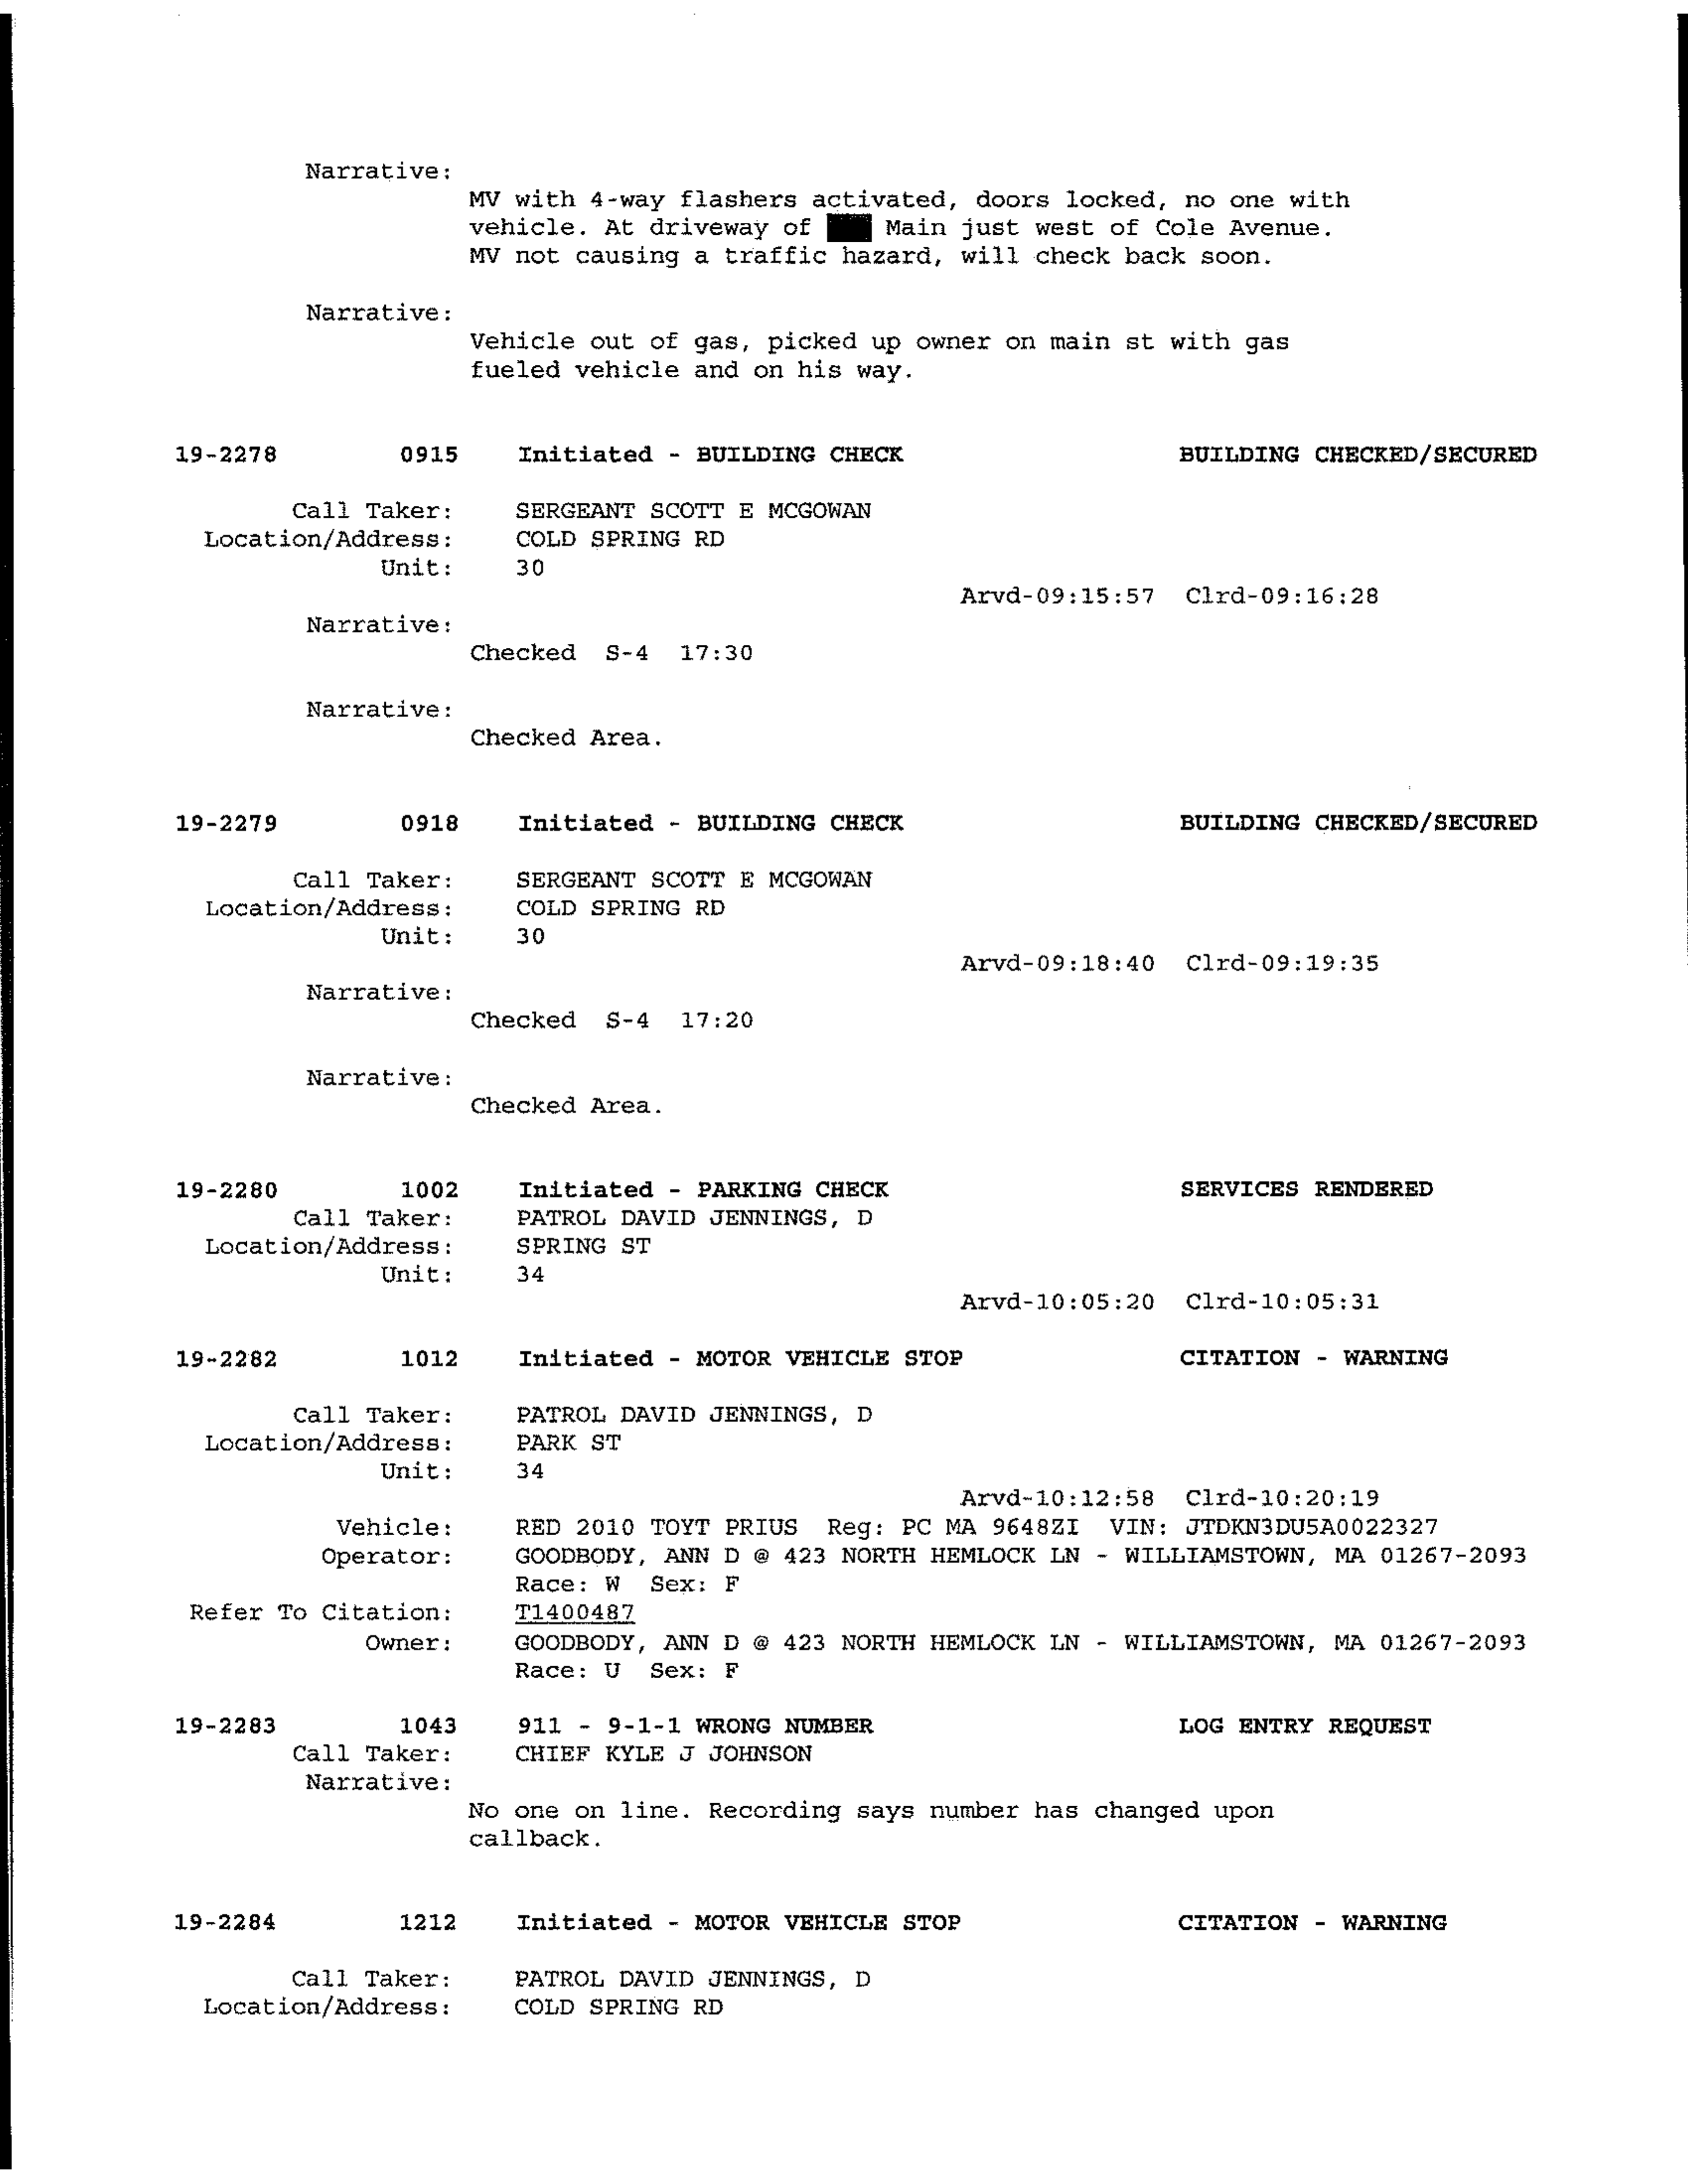 Narrative:
MV with 4-way flashers activated, doors locked, no one with
vehicle. At driveway of Main just west of Cole Avenue.
MV not causing a traffic hazard, will check back soon.
Narrative:
Vehicle out of gas, picked up owner on main st with gas
fueled vehicle and on his way.
19-2278 0915 Initiated - BUILDING CHECK BUILDING CHECKED/SECURED
Call Taker: SERGEANT SCOTT E MCGOWAN
Location/Address: COLD SPRING RD
Unit: 30
Arvd-09:15:57 Clrd-09:16:28
Narrative:
Checked S-4 17:30
Narrative:
Checked Area.
19-2279 0918 Initiated - BUILDING CHECK BUILDING CHECKED/SECURED
Call Taker: SERGEANT SCOTT E MCGOWAN
Location/Address: COLD SPRING RD
Unit: 30
Arvd-09:18:40 Clrd-09:19:35
Narrative:
Checked S-4 17:20
Narrative:
Checked Area.
19-2280 1002 Initiated - PARKING CHECK SERVICES RENDERED
Call Taker: PATROL DAVID JENNINGS, D
Location/Address: SPRING ST
Unit: 34
Arvd-10:05:20 Clrd-10:05:31
19-2282 1012 Initiated - MOTOR VEHICLE STOP CITATION - WARNING
Call Taker: PATROL DAVID JENNINGS, D
Location/Address: PARK ST
Unit: 34
Arvd-10:12:58 Clrd-10:20:19
Vehicle: RED 2010 TOYT PRIUS Reg: PC MA 9648ZI VIN: JTDKN3DU5A0022327
Operator: GOODBODY, ANN D @ 423 NORTH HEMLOCK LN - WILLIAMSTOWN, MA 01267-2093
Race: W Sex: F
Refer To Citation: T1400487
Owner: GOODBODY, ANN D @ 423 NORTH HEMLOCK LN - WILLIAMSTOWN, MA 01267-2093
Race: U Sex: F
19-2283 1043 911 - 9-1-1 WRONG NUMBER LOG ENTRY REQUEST
Call Taker: CHIEF KYLE J JOHNSON
Narrative:
No one on line. Recording says number has changed upon
callback.
19-2284 1212 Initiated - MOTOR VEHICLE STOP CITATION - WARNING
Call Taker: PATROL DAVID JENNINGS, D
Location/Address: COLD SPRING RD